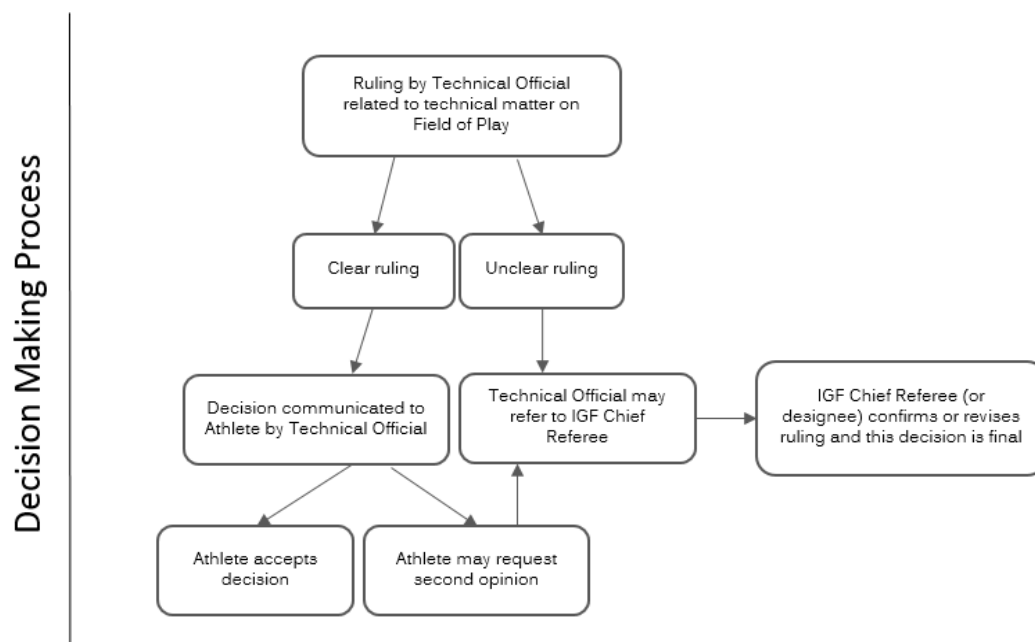 Decision Making Process
Ruling by Technical Official
related to technical matter on
Field of Play
Clear ruling
Unclear ruling
Decision communicated to
Athlete by Technical Official
Technical Official may
refer to IGF Chief
Referee
IGF Chief Referee (or
designee) confirms or revises
ruling and this decision is final
Athlete accepts
decision
Athlete may request
second opinion